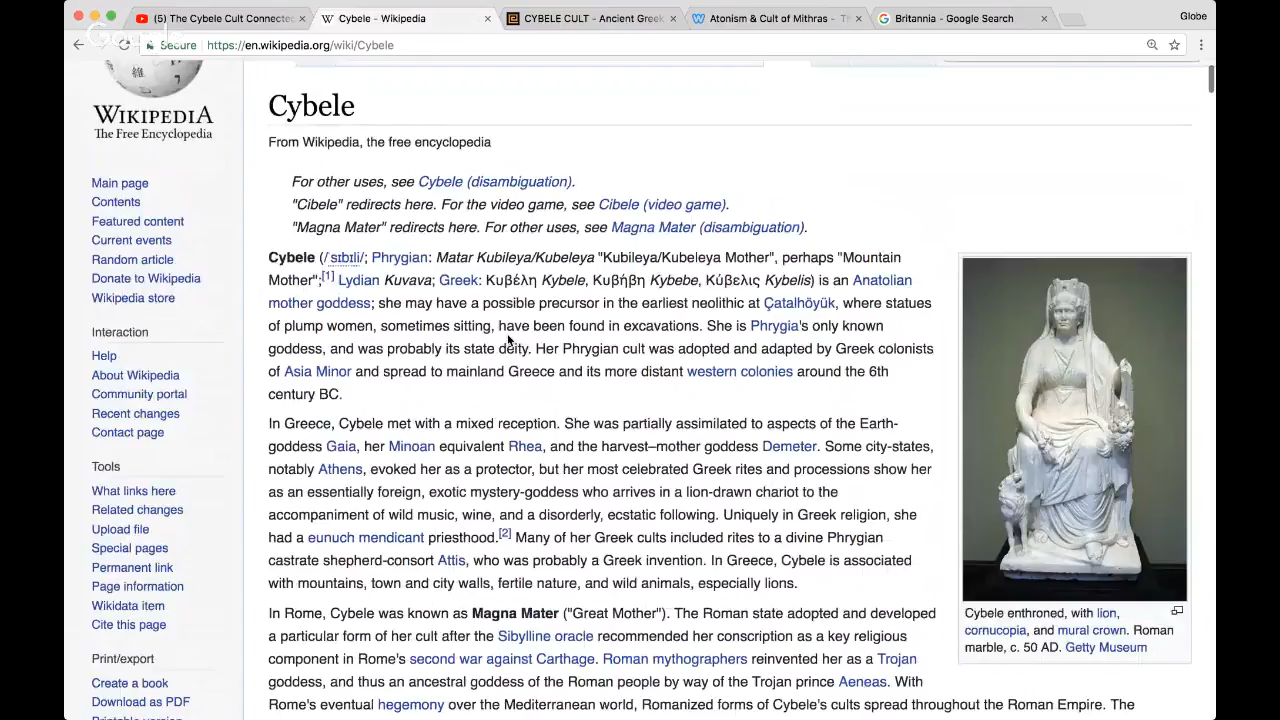 (5) The Cybele Cult Connected
Cybele - Wikipedia
CYBELE CULT - Ancient Greek
Atonism & Cult of Mithras - Th
Britannia - Google Search
Globe
Secure
https://en.wikipedia.org/wiki/Cybele
WIKIPEDIA
The Free Encyclopedia
Main page
Contents
Featured content
Current events
Random article
Donate to Wikipedia
Wikipedia store
Interaction
Help
About Wikipedia
Community portal
Recent changes
Contact page
Tools
What links here
Related changes
Upload file
Special pages
Permanent link
Page information
Wikidata item
Cite this page
Print/export
Create a book
Download as PDF
Cybele
From Wikipedia, the free encyclopedia
For other uses, see Cybele (disambiguation).
"Cibele" redirects here. For the video game, see Cibele (video game).
"Magna Mater" redirects here. For other uses, see Magna Mater (disambiguation).
Cybele (/ˈsɪbɪli/; Phrygian: Matar Kubileya/Kubeleya "Kubileya/Kubeleya Mother", perhaps "Mountain
Mother";[1] Lydian Kuvava; Greek: Κυβέλη Kybele, Κυβήβη Kybebe, Κύβελις Kybelis) is an Anatolian
mother goddess; she may have a possible precursor in the earliest neolithic at Çatalhöyük, where statues
of plump women, sometimes sitting, have been found in excavations. She is Phrygia's only known
goddess, and was probably its state deity. Her Phrygian cult was adopted and adapted by Greek colonists
of Asia Minor and spread to mainland Greece and its more distant western colonies around the 6th
century BC.
In Greece, Cybele met with a mixed reception. She was partially assimilated to aspects of the Earth-
goddess Gaia, her Minoan equivalent Rhea, and the harvest–mother goddess Demeter. Some city-states,
notably Athens, evoked her as a protector, but her most celebrated Greek rites and processions show her
as an essentially foreign, exotic mystery-goddess who arrives in a lion-drawn chariot to the
accompaniment of wild music, wine, and a disorderly, ecstatic following. Uniquely in Greek religion, she
had a eunuch mendicant priesthood.[2] Many of her Greek cults included rites to a divine Phrygian
castrate shepherd-consort Attis, who was probably a Greek invention. In Greece, Cybele is associated
with mountains, town and city walls, fertile nature, and wild animals, especially lions.
In Rome, Cybele was known as Magna Mater ("Great Mother"). The Roman state adopted and developed
a particular form of her cult after the Sibylline oracle recommended her conscription as a key religious
component in Rome's second war against Carthage. Roman mythographers reinvented her as a Trojan
goddess, and thus an ancestral goddess of the Roman people by way of the Trojan prince Aeneas. With
Rome's eventual hegemony over the Mediterranean world, Romanized forms of Cybele's cults spread throughout the Roman Empire. The
Cybele enthroned, with lion,
cornucopia, and mural crown. Roman
marble, c. 50 AD. Getty Museum